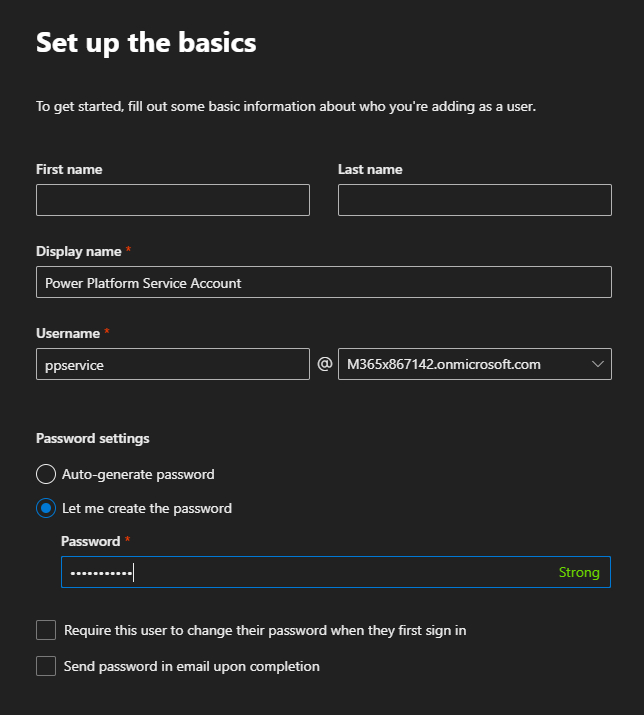 Set up the basics
To get started, fill out some basic information about who you're adding as a user.
First name
Last name
Display name *
Power Platform Service Account
Username *
ppservice
@
M365x867142.onmicrosoft.com
Password settings
Auto-generate password
Let me create the password
Password *
••••••••••• Strong
Require this user to change their password when they first sign in
Send password in email upon completion